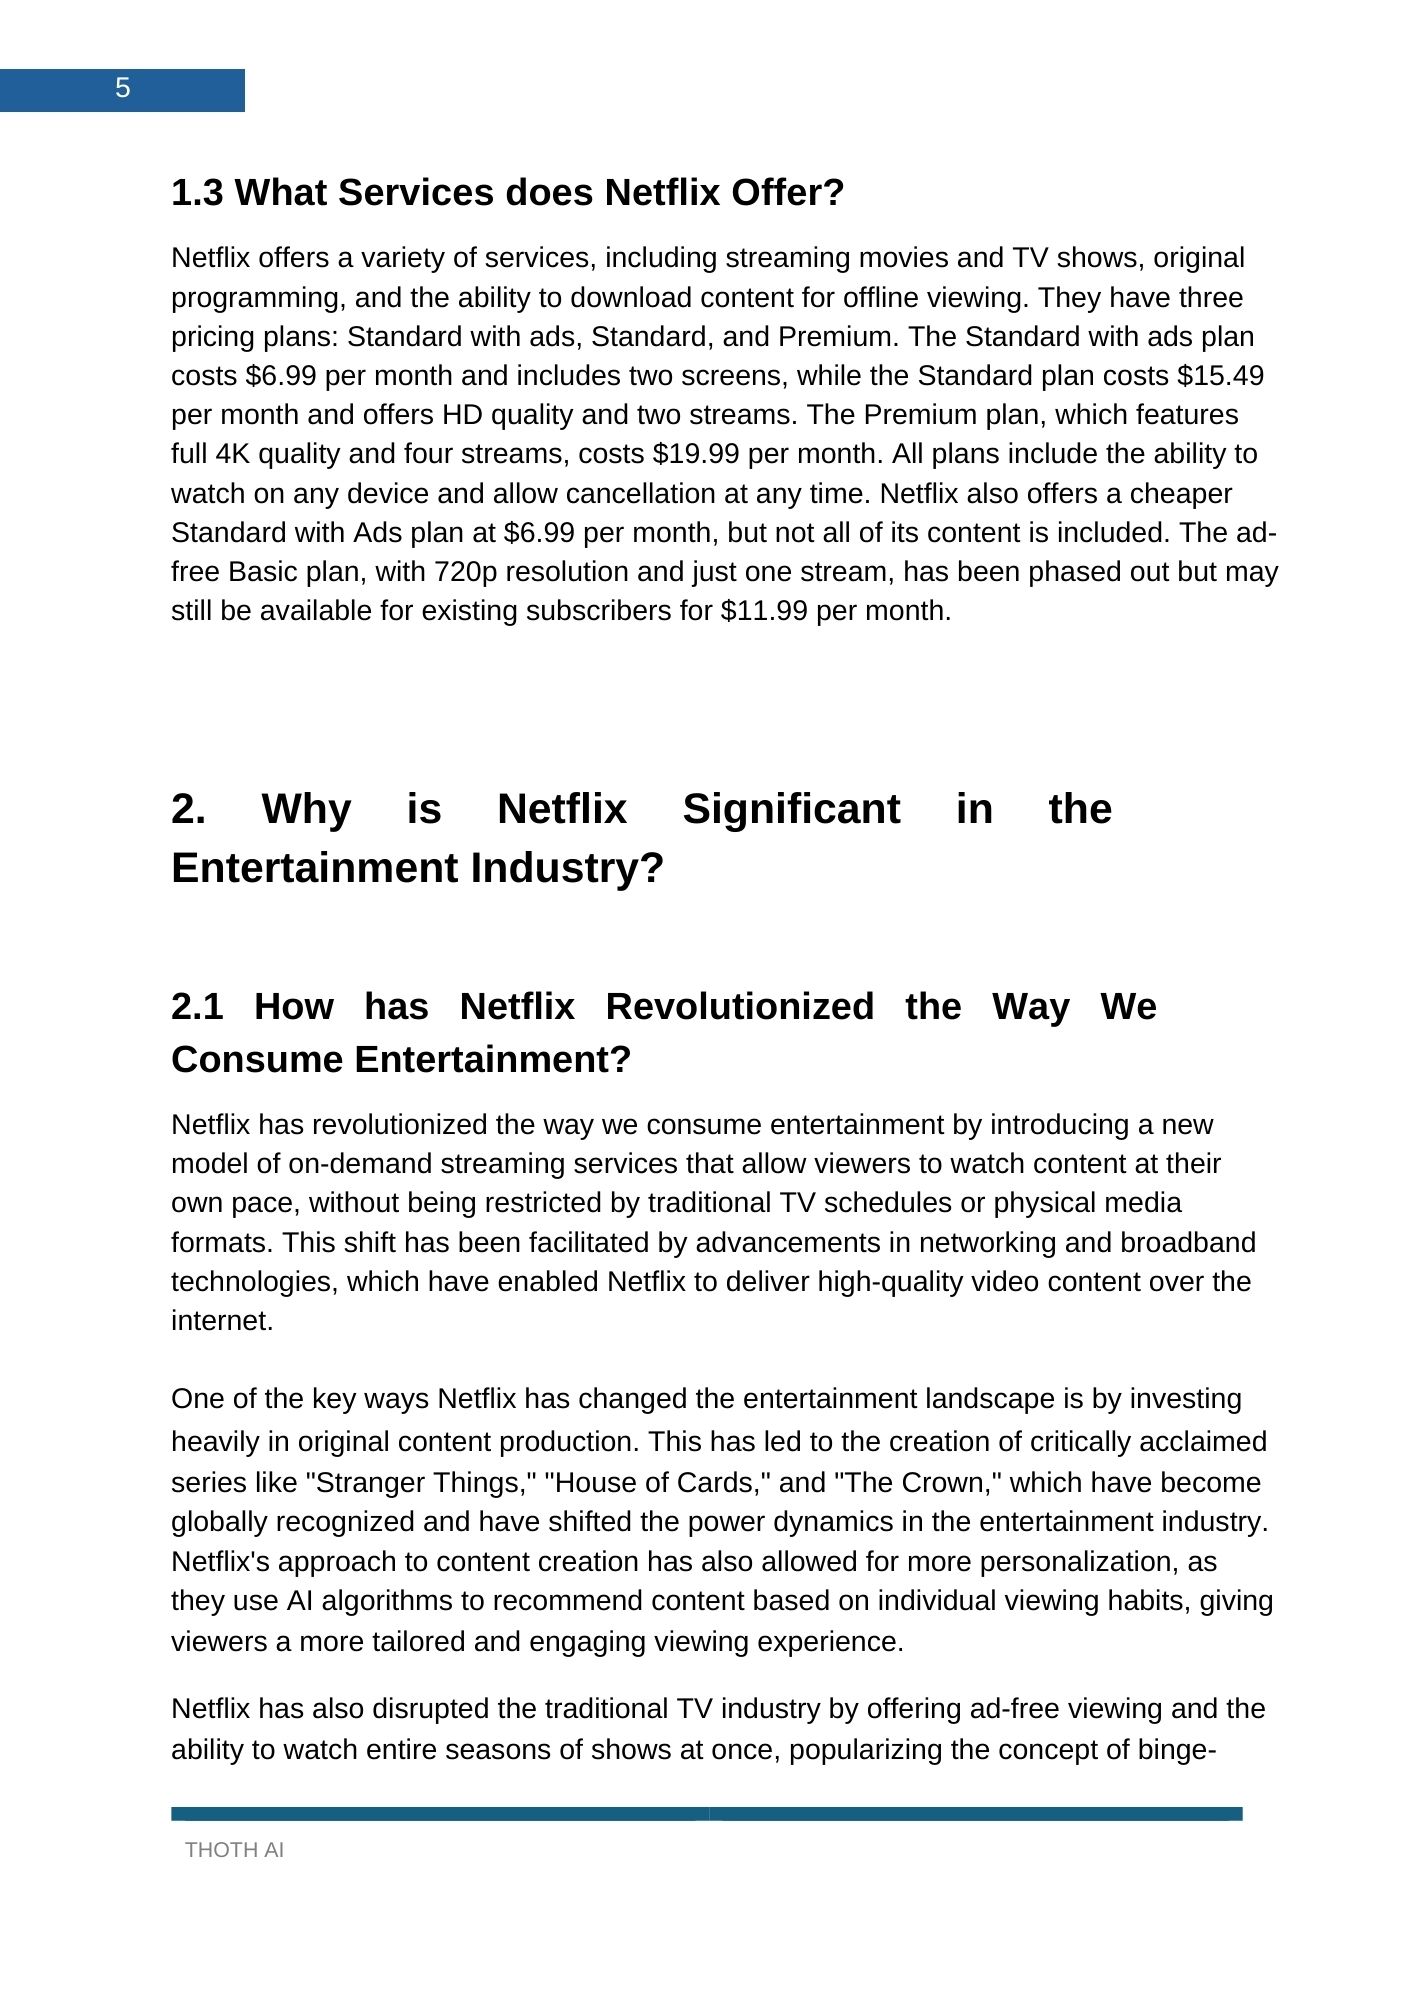 5
1.3 What Services does Netflix Offer?
Netflix offers a variety of services, including streaming movies and TV shows, original
programming, and the ability to download content for offline viewing. They have three
pricing plans: Standard with ads, Standard, and Premium. The Standard with ads plan
costs $6.99 per month and includes two screens, while the Standard plan costs $15.49
per month and offers HD quality and two streams. The Premium plan, which features
full 4K quality and four streams, costs $19.99 per month. All plans include the ability to
watch on any device and allow cancellation at any time. Netflix also offers a cheaper
Standard with Ads plan at $6.99 per month, but not all of its content is included. The ad-
free Basic plan, with 720p resolution and just one stream, has been phased out but may
still be available for existing subscribers for $11.99 per month.
2. Why is Netflix Significant in the
Entertainment Industry?
2.1 How has Netflix Revolutionized the Way We
Consume Entertainment?
Netflix has revolutionized the way we consume entertainment by introducing a new
model of on-demand streaming services that allow viewers to watch content at their
own pace, without being restricted by traditional TV schedules or physical media
formats. This shift has been facilitated by advancements in networking and broadband
technologies, which have enabled Netflix to deliver high-quality video content over the
internet.
One of the key ways Netflix has changed the entertainment landscape is by investing
heavily in original content production. This has led to the creation of critically acclaimed
series like "Stranger Things," "House of Cards," and "The Crown," which have become
globally recognized and have shifted the power dynamics in the entertainment industry.
Netflix's approach to content creation has also allowed for more personalization, as
they use AI algorithms to recommend content based on individual viewing habits, giving
viewers a more tailored and engaging viewing experience.
Netflix has also disrupted the traditional TV industry by offering ad-free viewing and the
ability to watch entire seasons of shows at once, popularizing the concept of binge-
THOTH AI